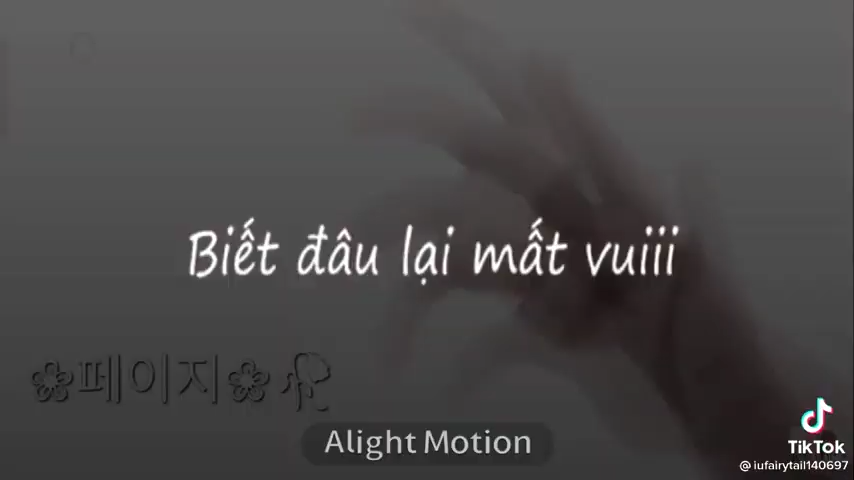 Biết đâu lại mất vuiii
❀페이지❀
Alight Motion
TikTok
@iufairytail140697